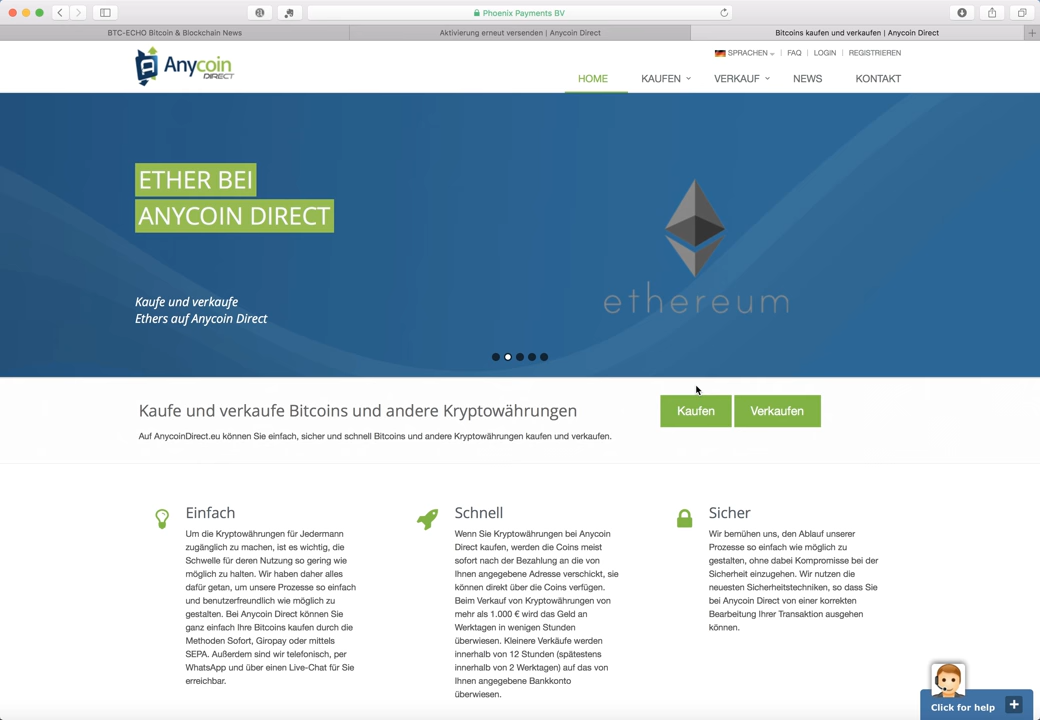 Phoenix Payments BV
BTC-ECHO Bitcoin & Blockchain News
Aktivierung erneut versenden | Anycoin Direct
Bitcoins kaufen und verkaufen | Anycoin Direct
SPRACHEN
FAQ
LOGIN
REGISTRIEREN
Anycoin
DIRECT
HOME
KAUFEN
VERKAUF
NEWS
KONTAKT
ETHER BEI
ANYCOIN DIRECT
ethereum
Kaufe und verkaufe
Ethers auf Anycoin Direct
Kaufe und verkaufe Bitcoins und andere Kryptowährungen
Auf AnycoinDirect.eu können Sie einfach, sicher und schnell Bitcoins und andere Kryptowährungen kaufen und verkaufen.
Kaufen
Verkaufen
Einfach
Um die Kryptowährungen für Jedermann
zugänglich zu machen, ist es wichtig, die
Schwelle für deren Nutzung so gering wie
möglich zu halten. Wir haben daher alles
dafür getan, um unsere Prozesse so einfach
und benutzerfreundlich wie möglich zu
gestalten. Bei Anycoin Direct können Sie
ganz einfach Ihre Bitcoins kaufen durch die
Methoden Sofort, Giropay oder mittels
SEPA. Außerdem sind wir telefonisch, per
WhatsApp und über einen Live-Chat für Sie
erreichbar.
Schnell
Wenn Sie Kryptowährungen bei Anycoin
Direct kaufen, werden die Coins meist
sofort nach der Bezahlung an die von
Ihnen angegebene Adresse verschickt, sie
können direkt über die Coins verfügen.
Beim Verkauf von Kryptowährungen von
mehr als 1.000 € wird das Geld an
Werktagen in wenigen Stunden
überwiesen. Kleinere Verkäufe werden
innerhalb von 12 Stunden (spätestens
innerhalb von 2 Werktagen) auf das von
Ihnen angegebene Bankkonto
überwiesen.
Sicher
Wir bemühen uns, den Ablauf unserer
Prozesse so einfach wie möglich zu
gestalten, ohne dabei Kompromisse bei der
Sicherheit einzugehen. Wir nutzen die
neuesten Sicherheitstechniken, so dass Sie
bei Anycoin Direct von einer korrekten
Bearbeitung Ihrer Transaktion ausgehen
können.
Click for help